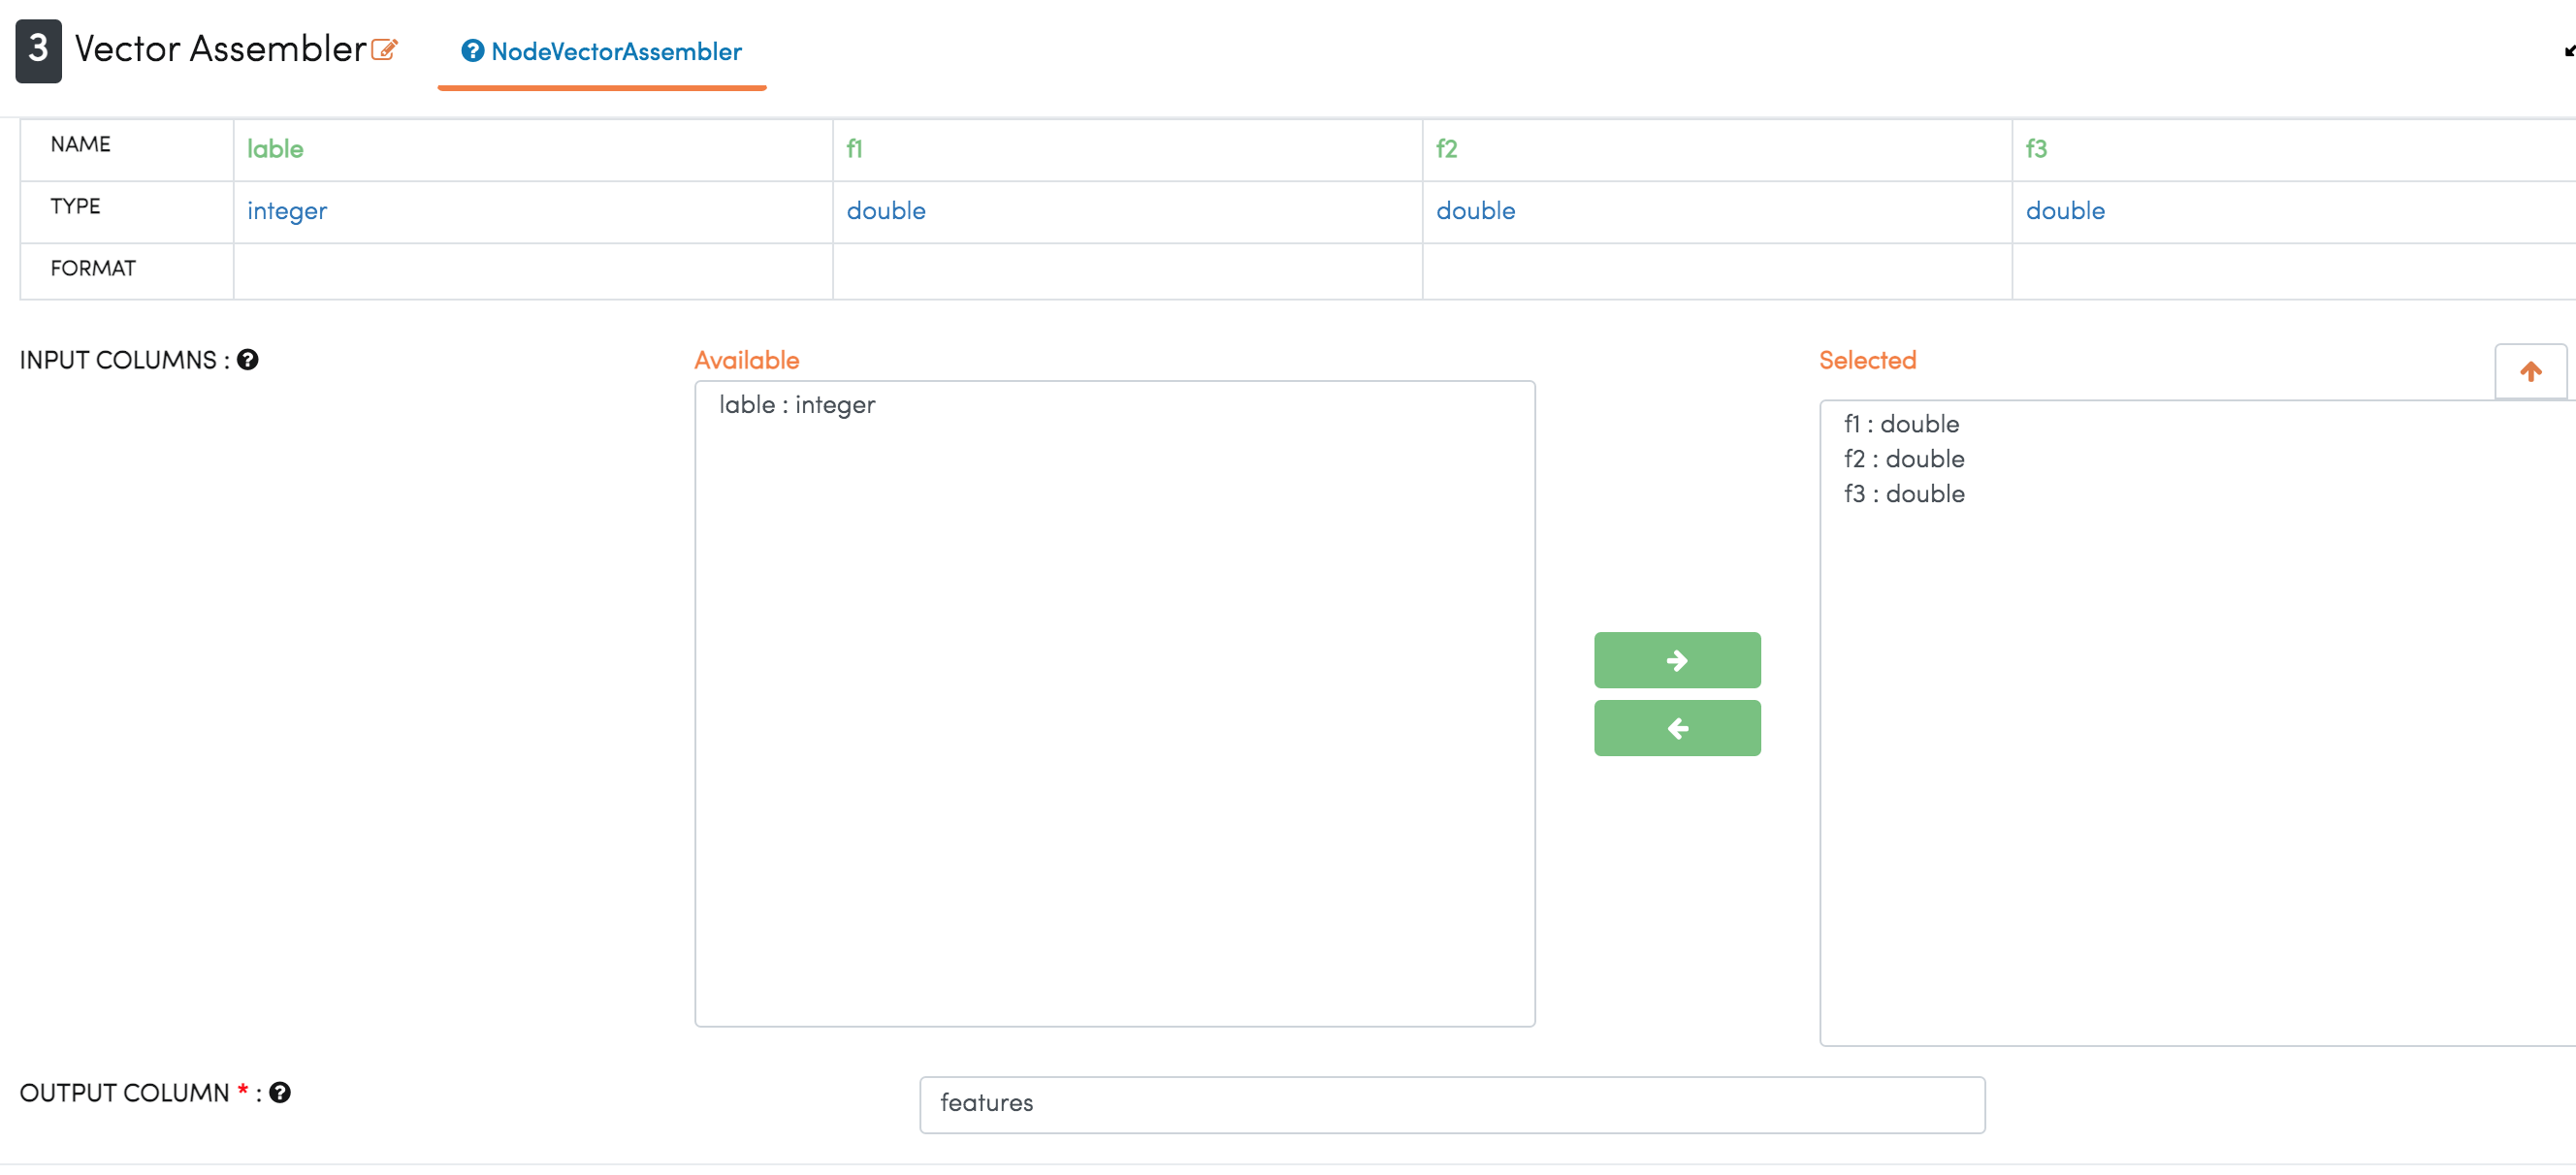 3 Vector Assembler NodeVectorAssembler
NAME lable f1 f2 f3
TYPE integer double double double
FORMAT
INPUT COLUMNS : Available Selected
lable : integer
f1 : double
f2 : double
f3 : double
OUTPUT COLUMN * : features